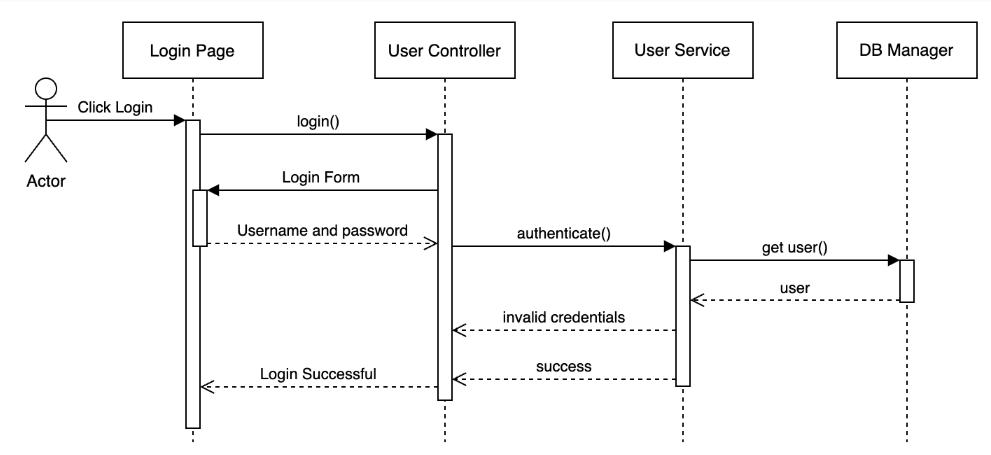 Login Page
User Controller
User Service
DB Manager
Click Login
login()
Actor
Login Form
Username and password
authenticate()
get user()
user
invalid credentials
success
Login Successful